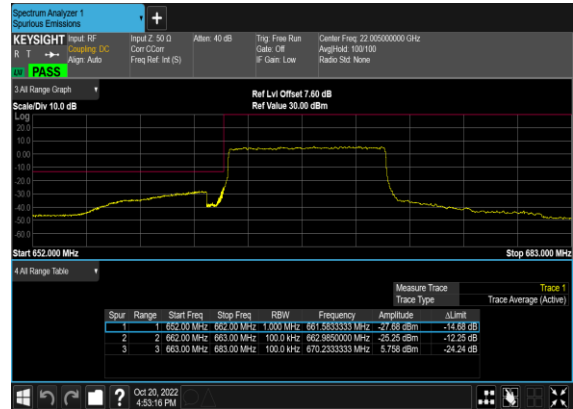 Spectrum Analyzer 1
Spurious Emissions
KEYSIGHT Input: RF Input Z: 50 Ω Atten: 40 dB Trig: Free Run Center Freq: 22.005000000 GHz
R T Coupling: DC Corr CCorr Gate: Off Avg|Hold: 100/100
Align: Auto Freq Ref: Int (S) IF Gain: Low Radio Std: None
LW PASS
3 All Range Graph
Ref Lvl Offset 7.60 dB
Scale/Div 10.0 dB Ref Value 30.00 dBm
Log
20.0
10.0
0.00
-10.0
-20.0
-30.0
-40.0
-50.0
-60.0
Start 652.000 MHz Stop 683.000 MHz
4 All Range Table
Measure Trace Trace 1
Trace Type Trace Average (Active)
Spur Range Start Freq Stop Freq RBW Frequency Amplitude ΔLimit
1 1 652.00 MHz 662.00 MHz 1.000 MHz 661.5833333 MHz -27.68 dBm -14.68 dB
2 2 662.00 MHz 663.00 MHz 100.0 kHz 662.9850000 MHz -25.25 dBm -12.25 dB
3 3 663.00 MHz 683.00 MHz 100.0 kHz 670.2333333 MHz 5.758 dBm -24.24 dB
Oct 20, 2022
4:53:16 PM